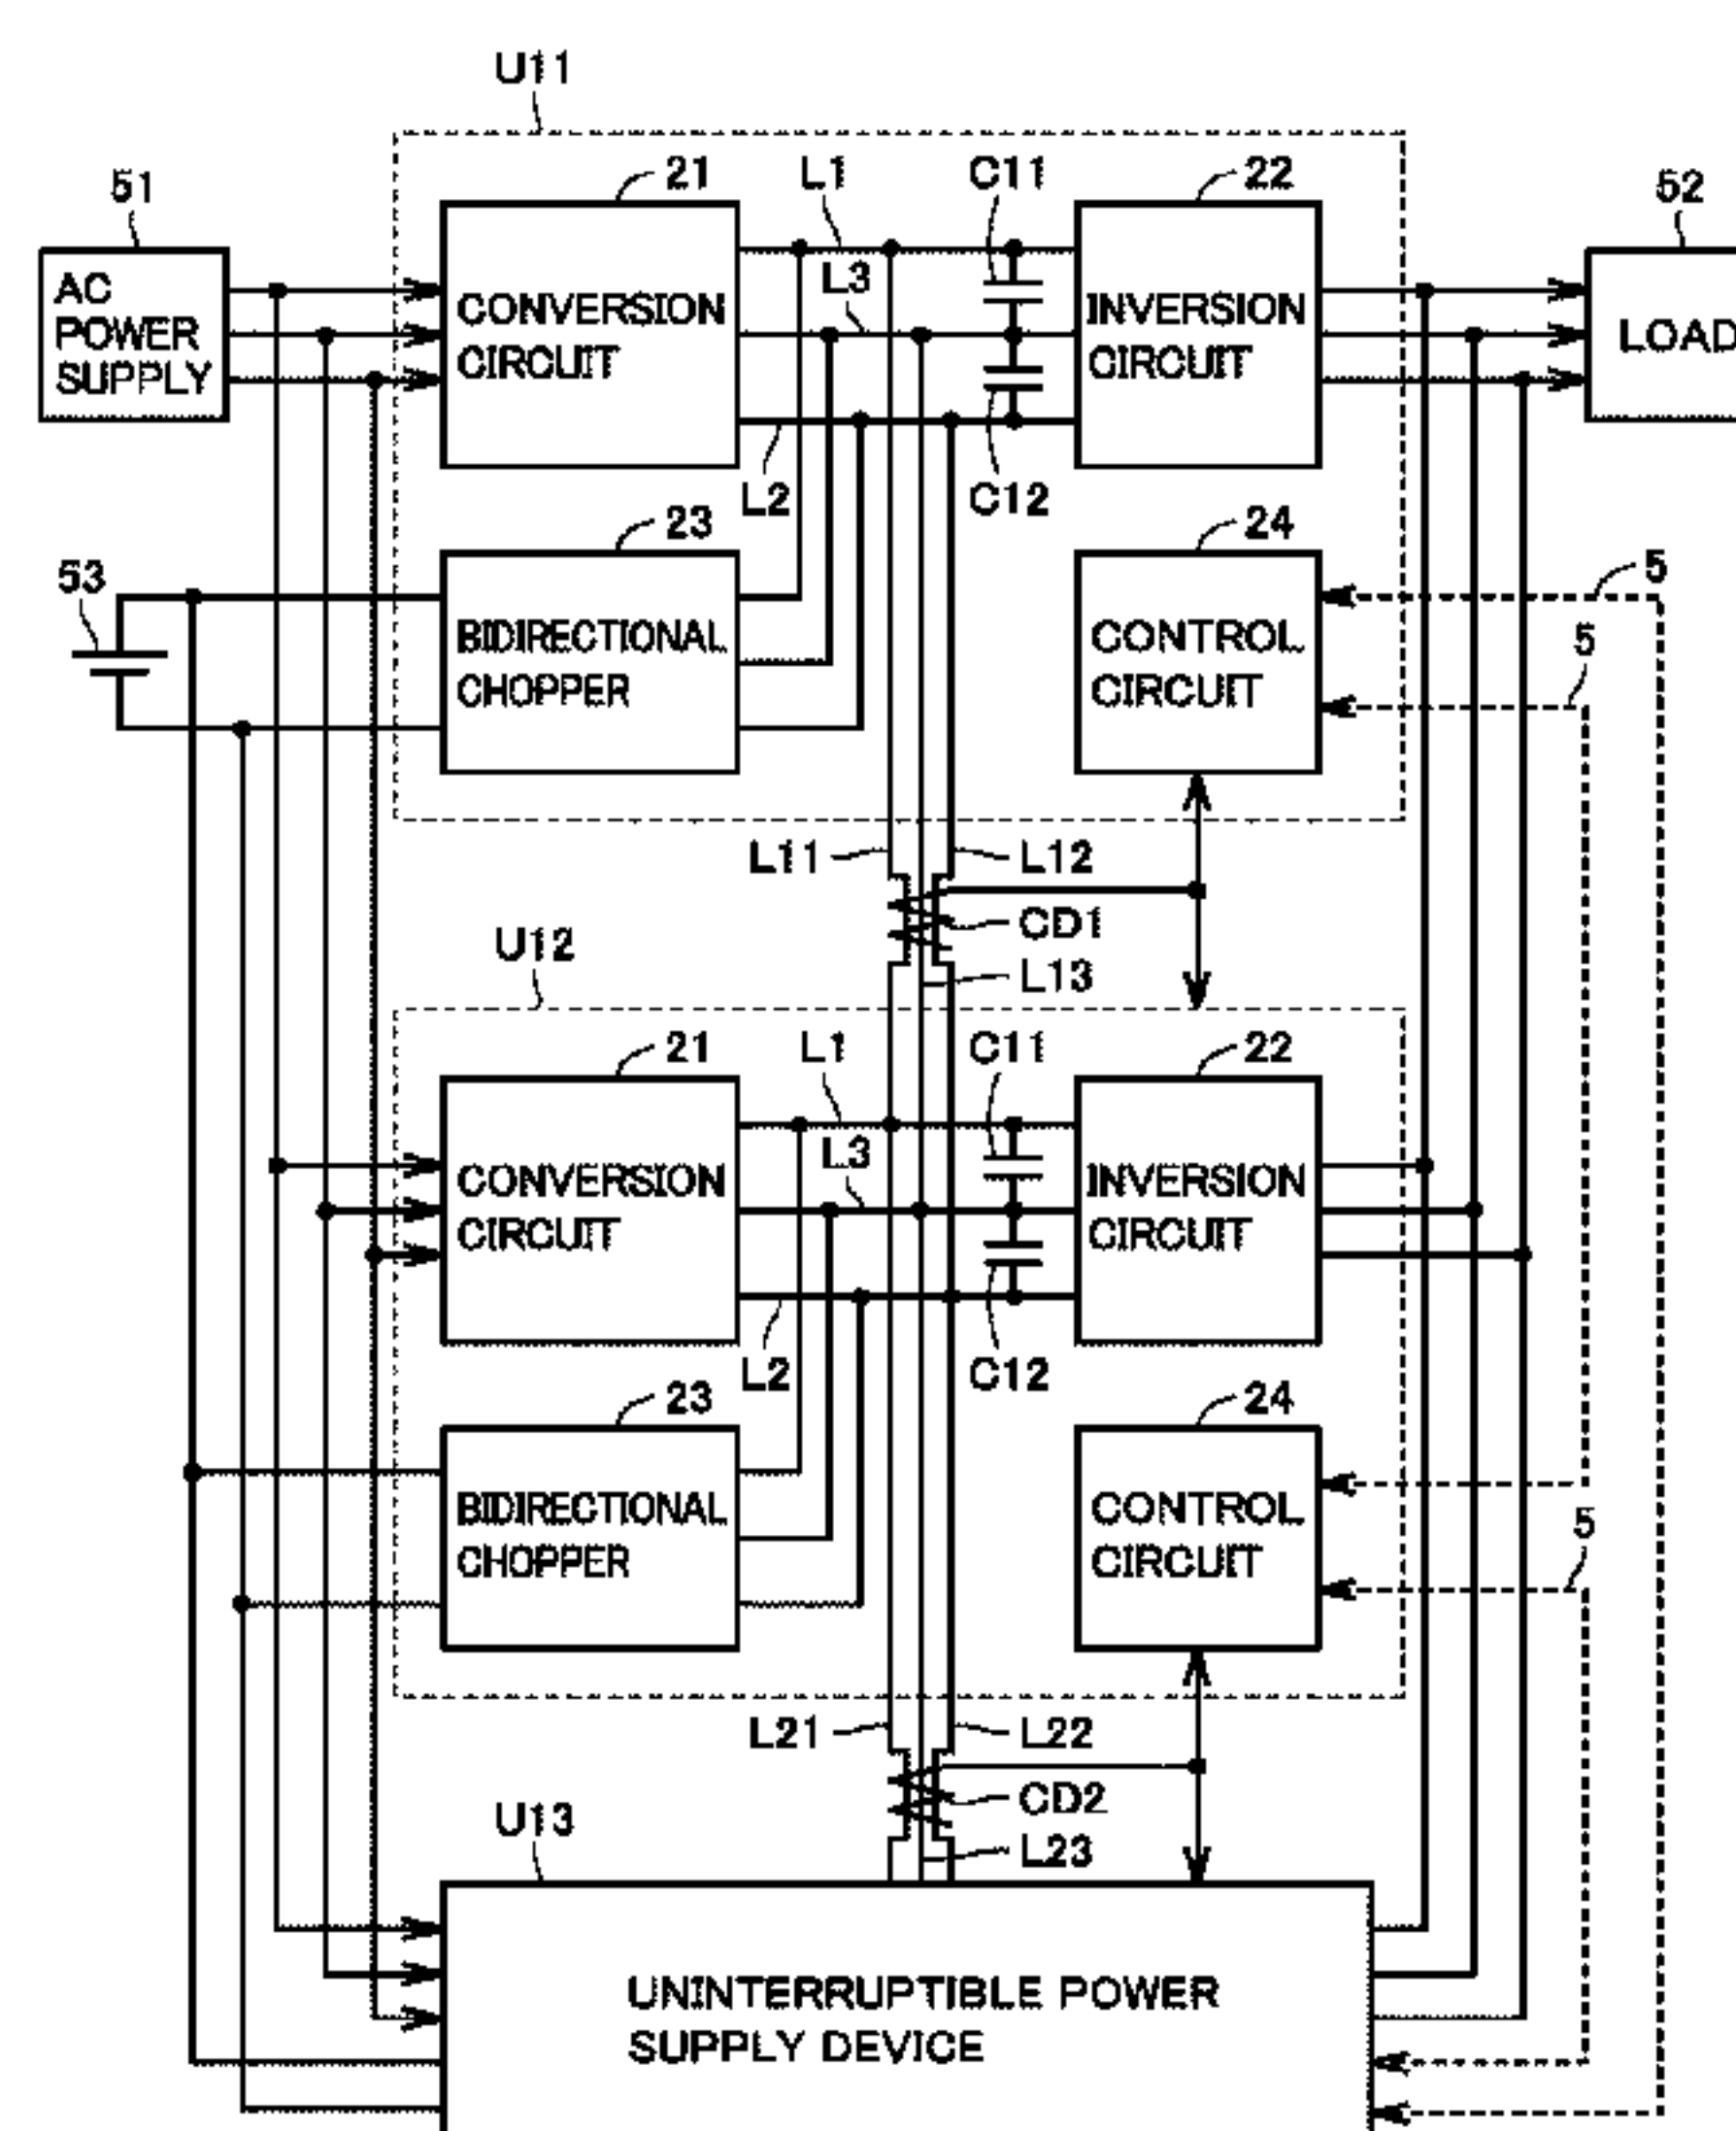 U11
51
21
L1
C11
22
52
AC
POWER
SUPPLY
CONVERSION
CIRCUIT
L3
INVERSION
CIRCUIT
LOAD
L2
C12
53
23
24
5
BIDIRECTIONAL
CHOPPER
CONTROL
CIRCUIT
5
L11
L12
CD1
U12
L13
21
L1
C11
22
CONVERSION
CIRCUIT
L3
INVERSION
CIRCUIT
L2
C12
23
24
BIDIRECTIONAL
CHOPPER
CONTROL
CIRCUIT
5
L21
L22
CD2
U13
L23
UNINTERRUPTIBLE POWER
SUPPLY DEVICE